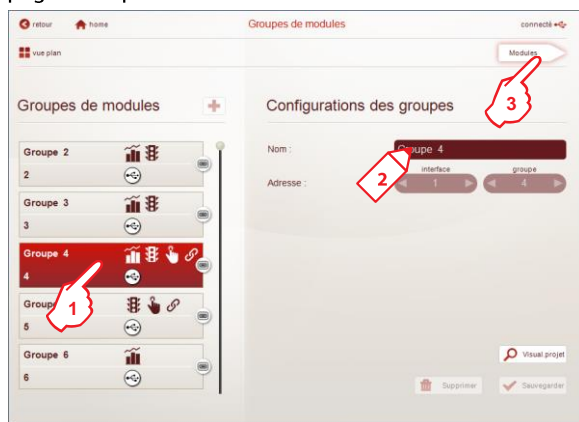 retour
home
Groupes de modules
connecté
vue plan
Modules
3
Groupes de modules
Configurations des groupes
Groupe 2
2
Groupe 3
3
Groupe 4
4
1
5
Groupe 6
6
Nom :
Groupe 4
Adresse :
2
interface
1
groupe
4
Visual projet
Supprimer
Sauvegarder